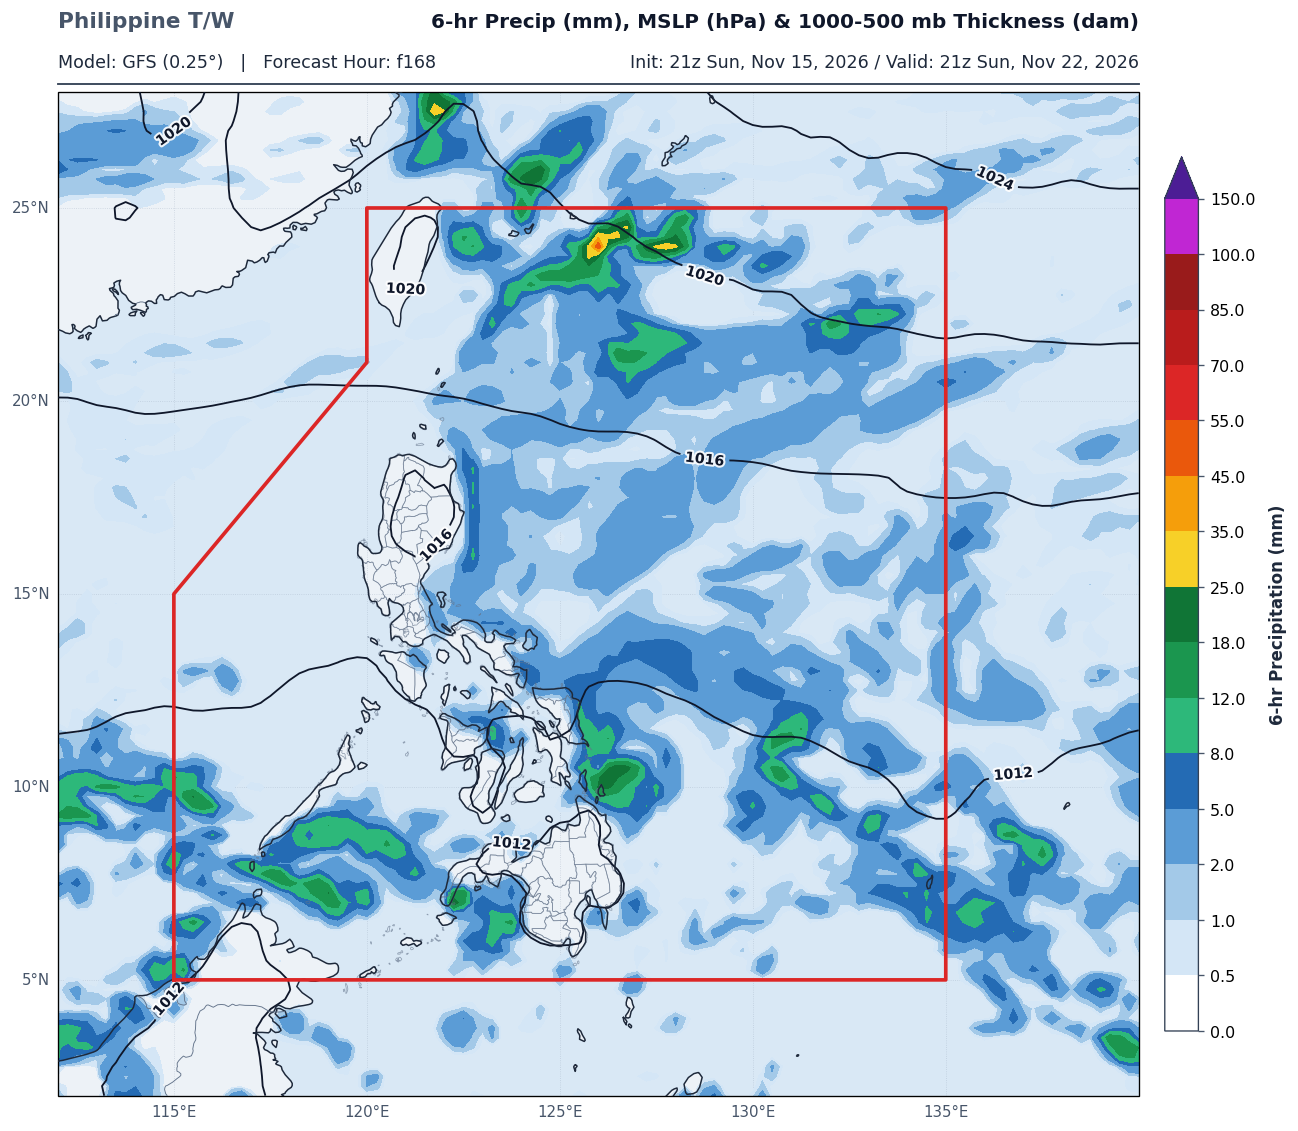 Philippine T/W
6-hr Precip (mm), MSLP (hPa) & 1000-500 mb Thickness (dam)
Model: GFS (0.25°) | Forecast Hour: f168
Init: 21z Sun, Nov 15, 2026 / Valid: 21z Sun, Nov 22, 2026
1020
1024
1020
1020
1016
1016
1012
1012
1012
25°N
20°N
15°N
10°N
5°N
115°E
120°E
125°E
130°E
135°E
150.0
100.0
85.0
70.0
55.0
45.0
35.0
25.0
18.0
12.0
8.0
5.0
2.0
1.0
0.5
0.0
6-hr Precipitation (mm)